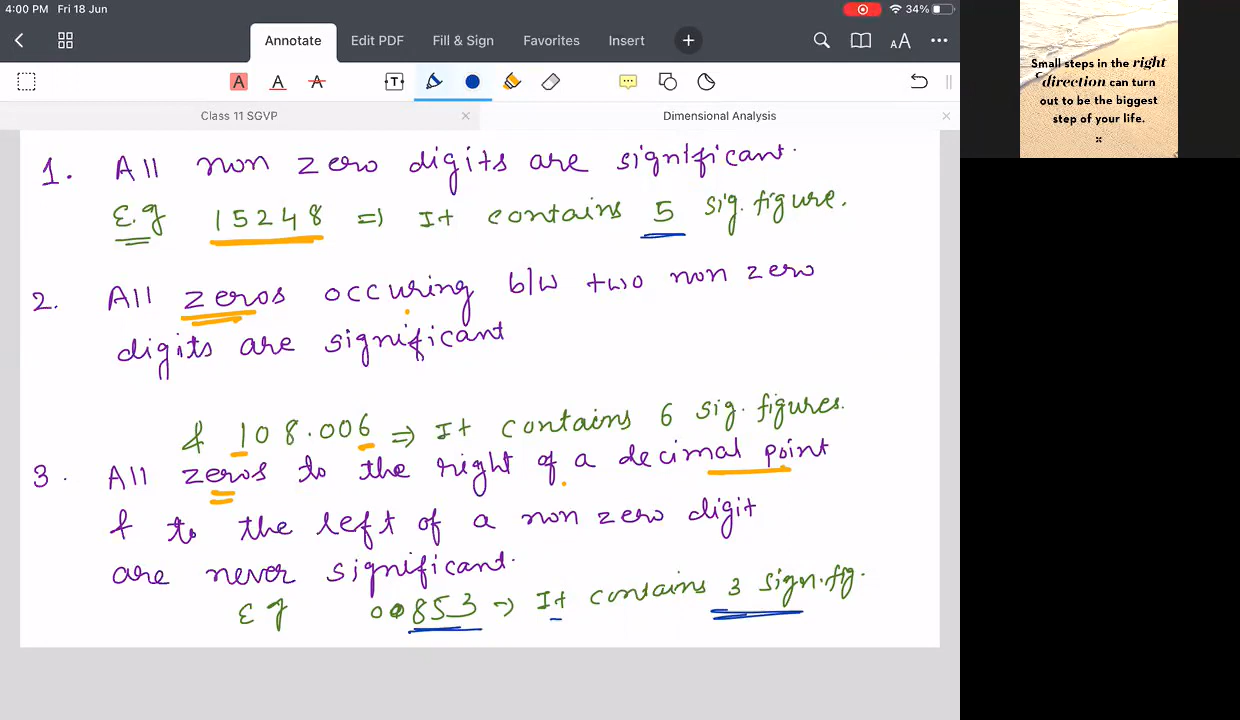 4:00 PM Fri 18 Jun
34%
Annotate Edit PDF Fill & Sign Favorites Insert
Class 11 SGVP
Dimensional Analysis
1. All non zero digits are significant.
E.g 15248 => It contains 5 sig. figure.
2. All zeros occuring b/w two non zero
digits are significant
& 108.006 => It contains 6 sig. figures.
3. All zeros to the right of a decimal point
& to the left of a non zero digit
are never significant.
Eg 00853 -> It contains 3 sign. fig.
Small steps in the right
direction can turn
out to be the biggest
step of your life.